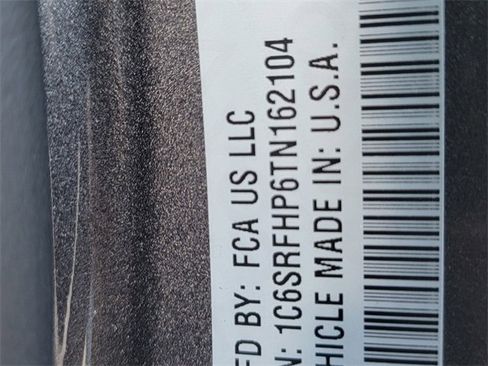 FD BY: FCA US LLC
N: 1C6SRFHP6TN162104
HICLE MADE IN: U.S.A.